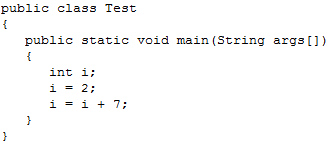 public class Test
{
   public static void main(String args[])
   {
      int i;
      i = 2;
      i = i + 7;
   }
}